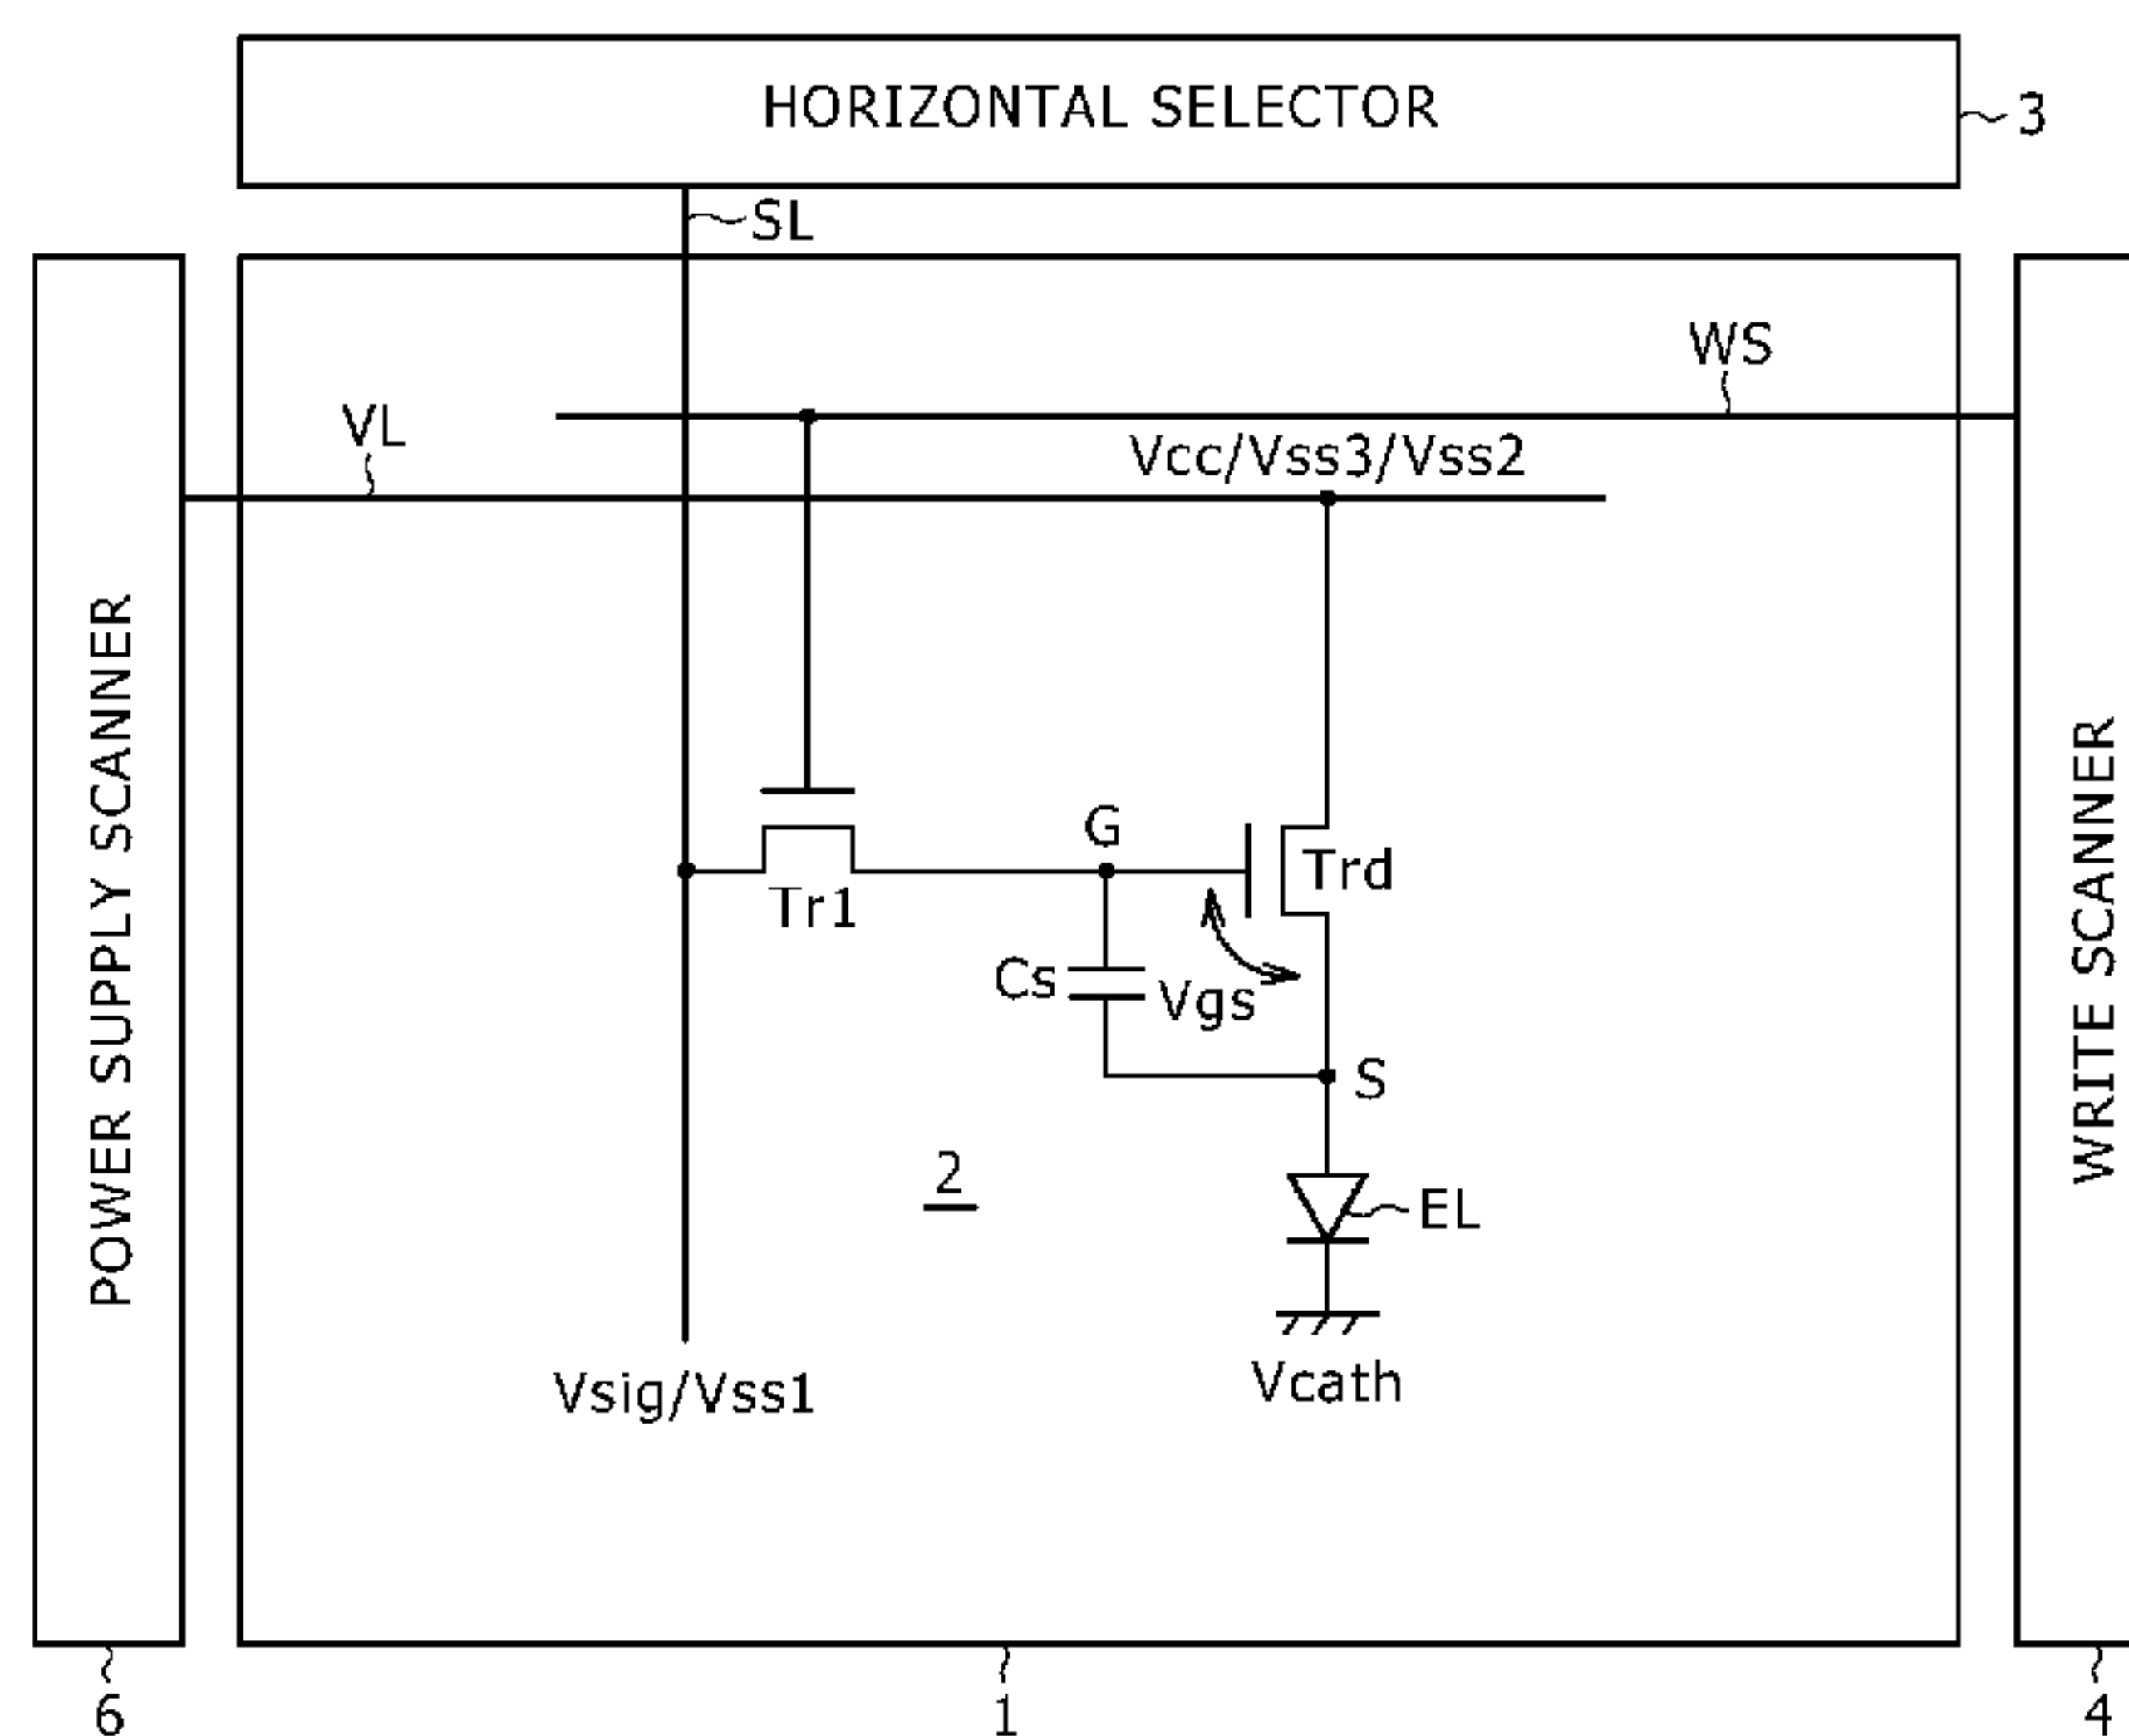 HORIZONTAL SELECTOR
3
SL
WS
VL
Vcc/Vss3/Vss2
POWER SUPPLY SCANNER
WRITE SCANNER
G
Trd
Tr1
Cs
Vgs
S
2
EL
Vsig/Vss1
Vcath
6
1
4